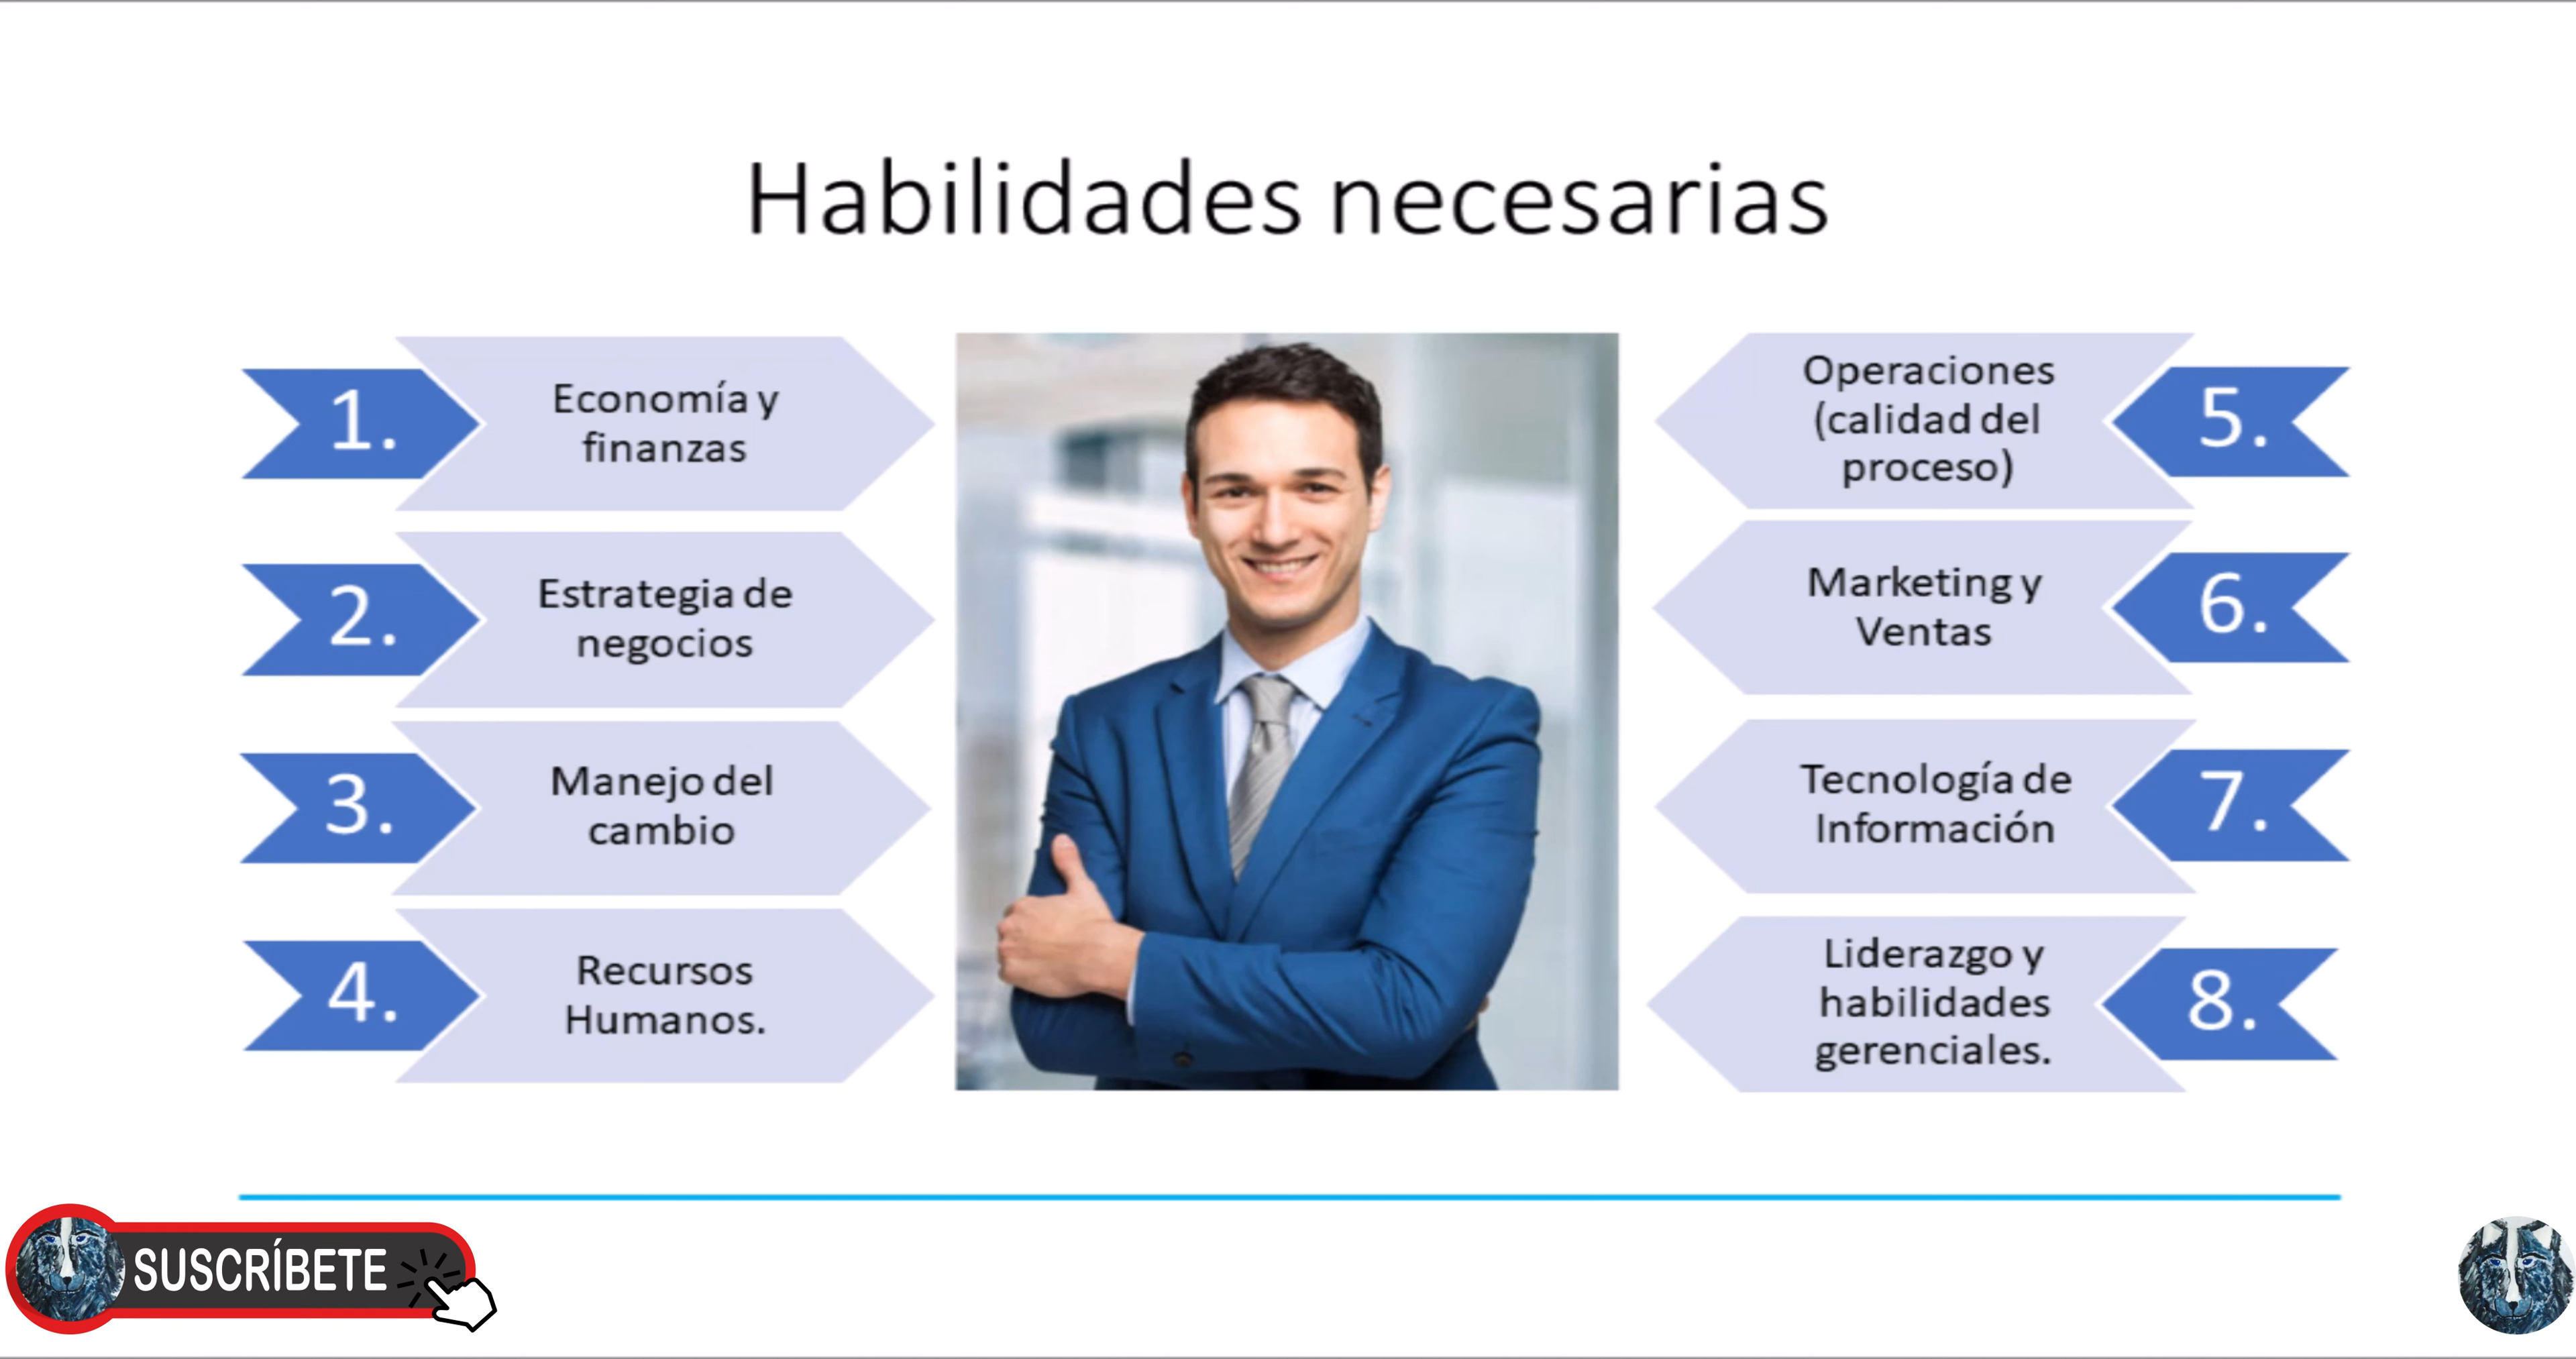 Habilidades necesarias
1.
Economía y
finanzas
2.
Estrategia de
negocios
3.
Manejo del
cambio
4.
Recursos
Humanos.
Operaciones
(calidad del
proceso)
5.
Marketing y
Ventas
6.
Tecnología de
Información
7.
Liderazgo y
habilidades
gerenciales.
8.
SUSCRÍBETE